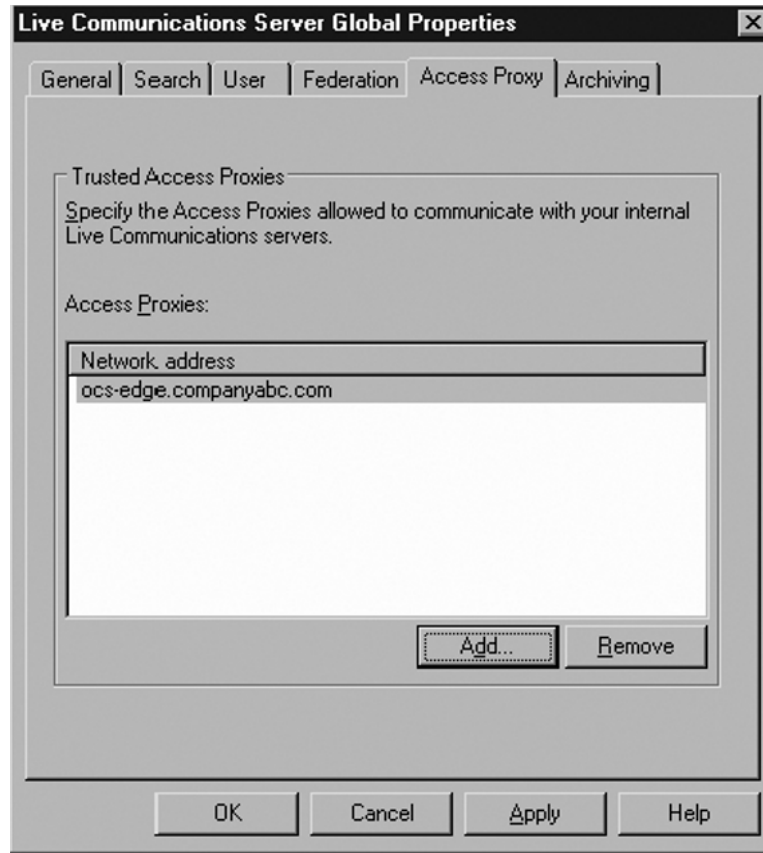 Live Communications Server Global Properties
General Search User Federation Access Proxy Archiving
Trusted Access Proxies
Specify the Access Proxies allowed to communicate with your internal
Live Communications servers.
Access Proxies:
Network address
ocs-edge.companyabc.com
Add... Remove
OK Cancel Apply Help